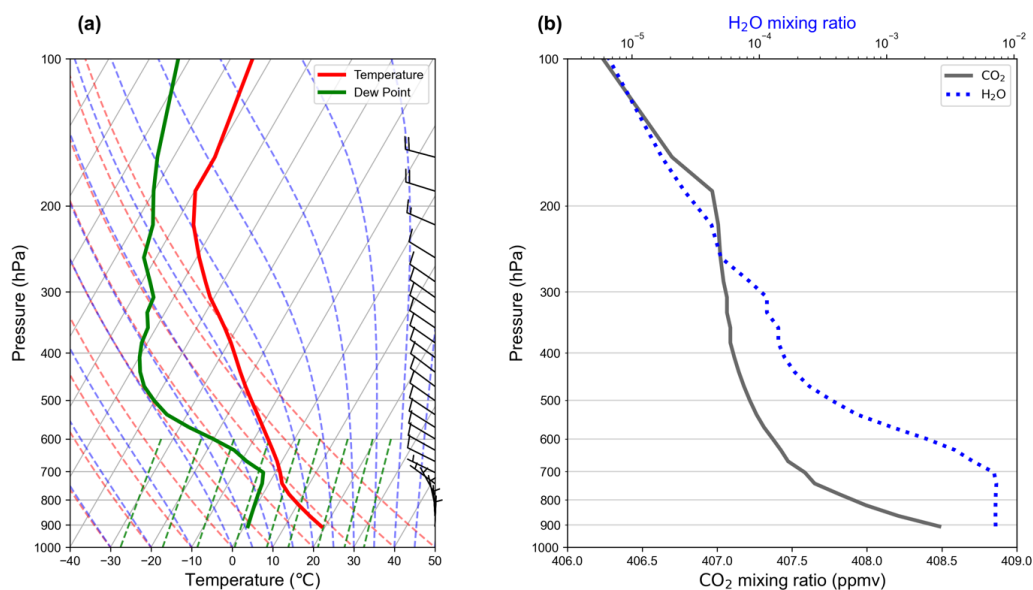 (a)
Temperature
Dew Point
100
200
300
400
500
600
700
800
900
1000
Pressure (hPa)
−40 −30 −20 −10 0 10 20 30 40 50
Temperature (℃)
(b)
H₂O mixing ratio
10⁻⁵ 10⁻⁴ 10⁻³ 10⁻²
CO₂
H₂O
100
200
300
400
500
600
700
800
900
1000
Pressure (hPa)
406.0 406.5 407.0 407.5 408.0 408.5 409.0
CO₂ mixing ratio (ppmv)